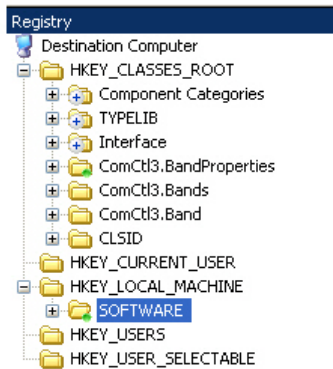 Registry
Destination Computer
HKEY_CLASSES_ROOT
Component Categories
TYPELIB
Interface
ComCtl3.BandProperties
ComCtl3.Bands
ComCtl3.Band
CLSID
HKEY_CURRENT_USER
HKEY_LOCAL_MACHINE
SOFTWARE
HKEY_USERS
HKEY_USER_SELECTABLE